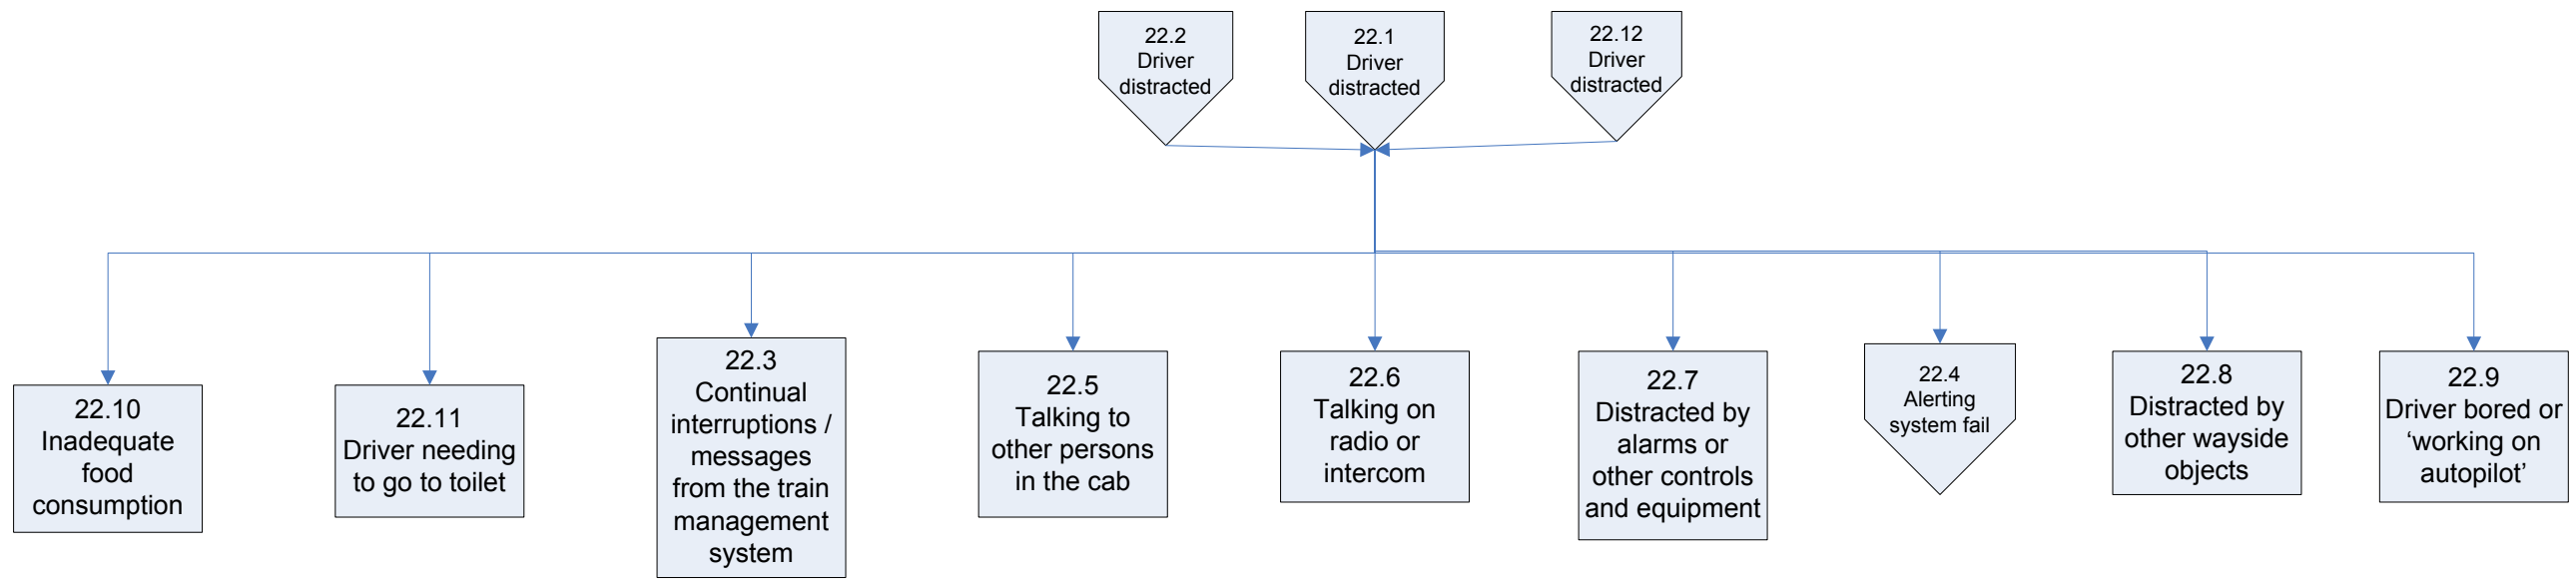 22.2
Driver
distracted
22.1
Driver
distracted
22.12
Driver
distracted
22.10
Inadequate
food
consumption
22.11
Driver needing
to go to toilet
22.3
Continual
interruptions /
messages
from the train
management
system
22.5
Talking to
other persons
in the cab
22.6
Talking on
radio or
intercom
22.7
Distracted by
alarms or
other controls
and equipment
22.4
Alerting
system fail
22.8
Distracted by
other wayside
objects
22.9
Driver bored or
‘working on
autopilot’